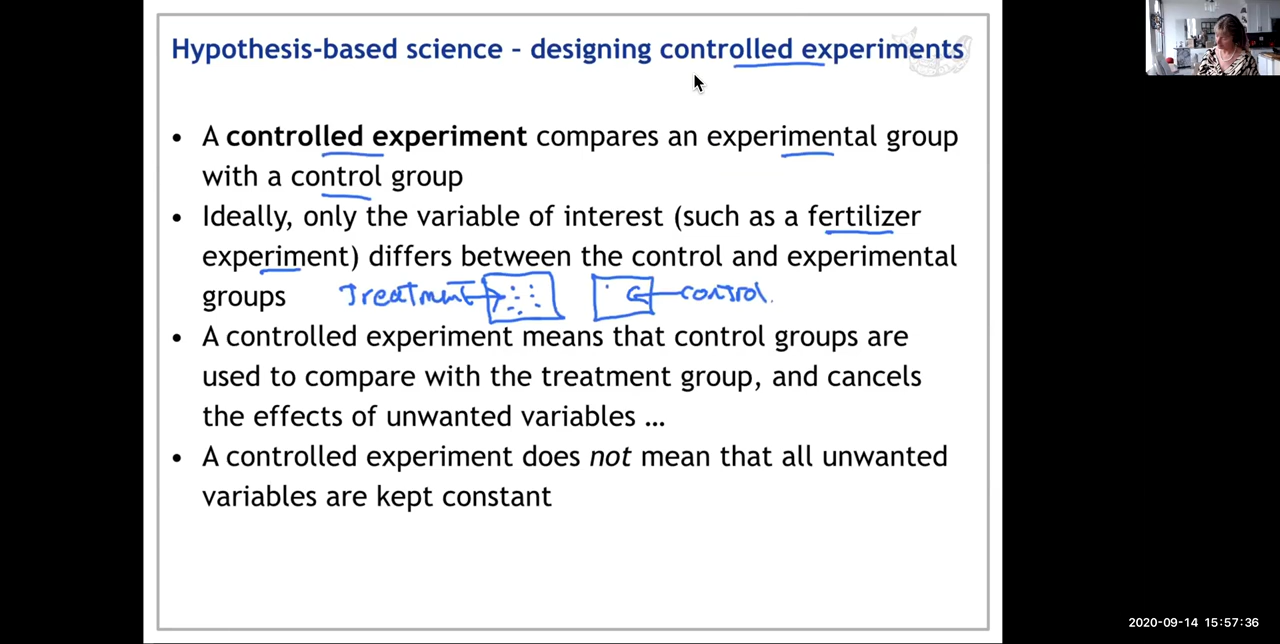 Hypothesis-based science - designing controlled experiments
• A controlled experiment compares an experimental group
with a control group
• Ideally, only the variable of interest (such as a fertilizer
experiment) differs between the control and experimental
groups Treatment control.
• A controlled experiment means that control groups are
used to compare with the treatment group, and cancels
the effects of unwanted variables …
• A controlled experiment does not mean that all unwanted
variables are kept constant
2020-09-14 15:57:36